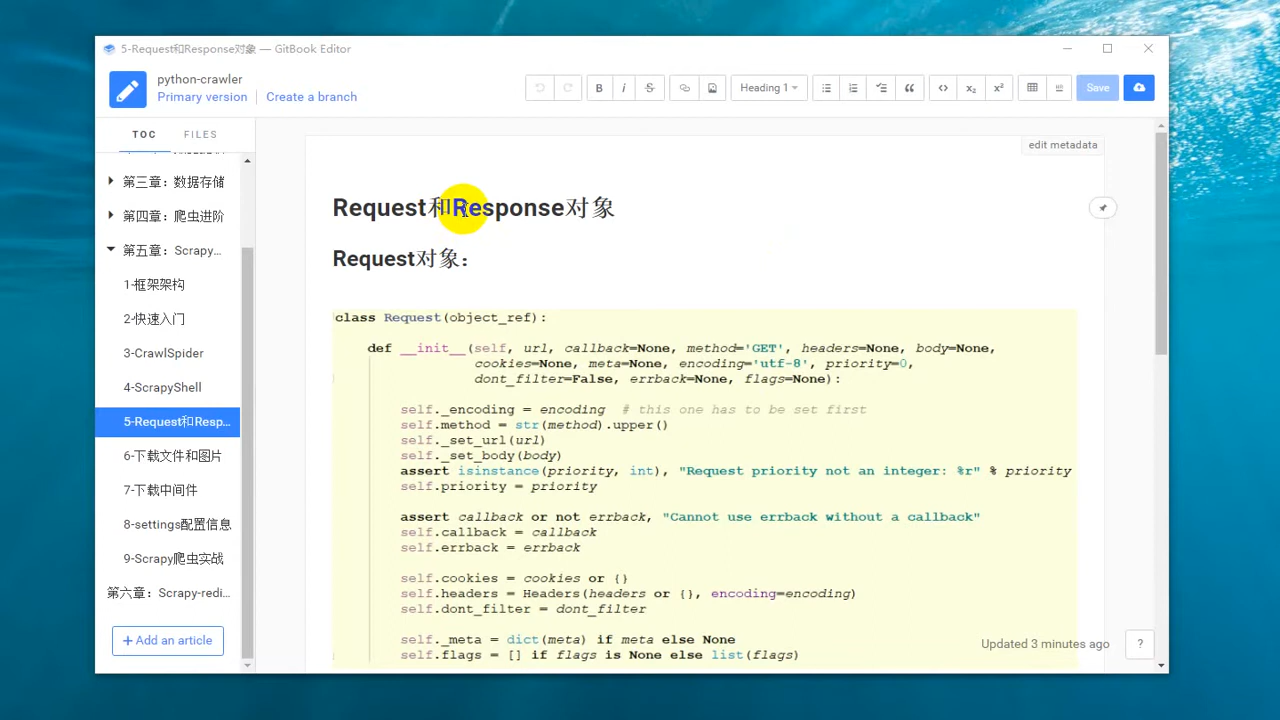 5-Request和Response对象 — GitBook Editor
python-crawler
Primary version
Create a branch
B
i
S
Heading 1
x₂
x²
Save
TOC
FILES
第三章：数据存储
第四章：爬虫进阶
第五章：Scrapy...
1-框架架构
2-快速入门
3-CrawlSpider
4-ScrapyShell
5-Request和Resp...
6-下载文件和图片
7-下载中间件
8-settings配置信息
9-Scrapy爬虫实战
第六章：Scrapy-redi...
+ Add an article
edit metadata
Request和Response对象
Request对象：
class Request(object_ref):
def __init__(self, url, callback=None, method='GET', headers=None, body=None,
cookies=None, meta=None, encoding='utf-8', priority=0,
dont_filter=False, errback=None, flags=None):
self._encoding = encoding  # this one has to be set first
self.method = str(method).upper()
self._set_url(url)
self._set_body(body)
assert isinstance(priority, int), "Request priority not an integer: %r" % priority
self.priority = priority
assert callback or not errback, "Cannot use errback without a callback"
self.callback = callback
self.errback = errback
self.cookies = cookies or {}
self.headers = Headers(headers or {}, encoding=encoding)
self.dont_filter = dont_filter
self._meta = dict(meta) if meta else None
self.flags = [] if flags is None else list(flags)
Updated 3 minutes ago
?